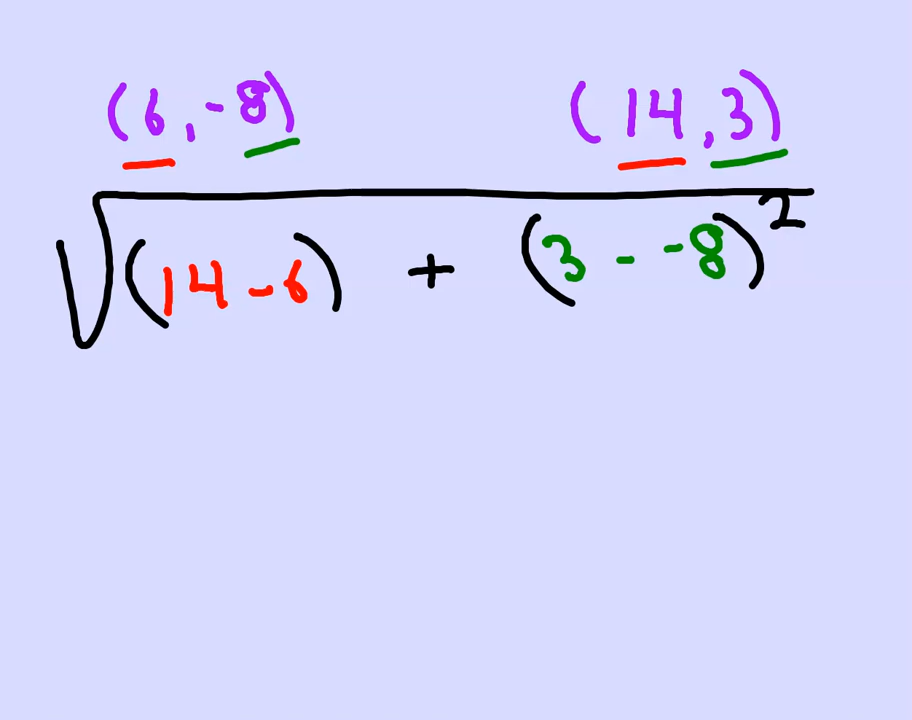 (6,-8) (14,3)
√(14-6) + (3--8)²